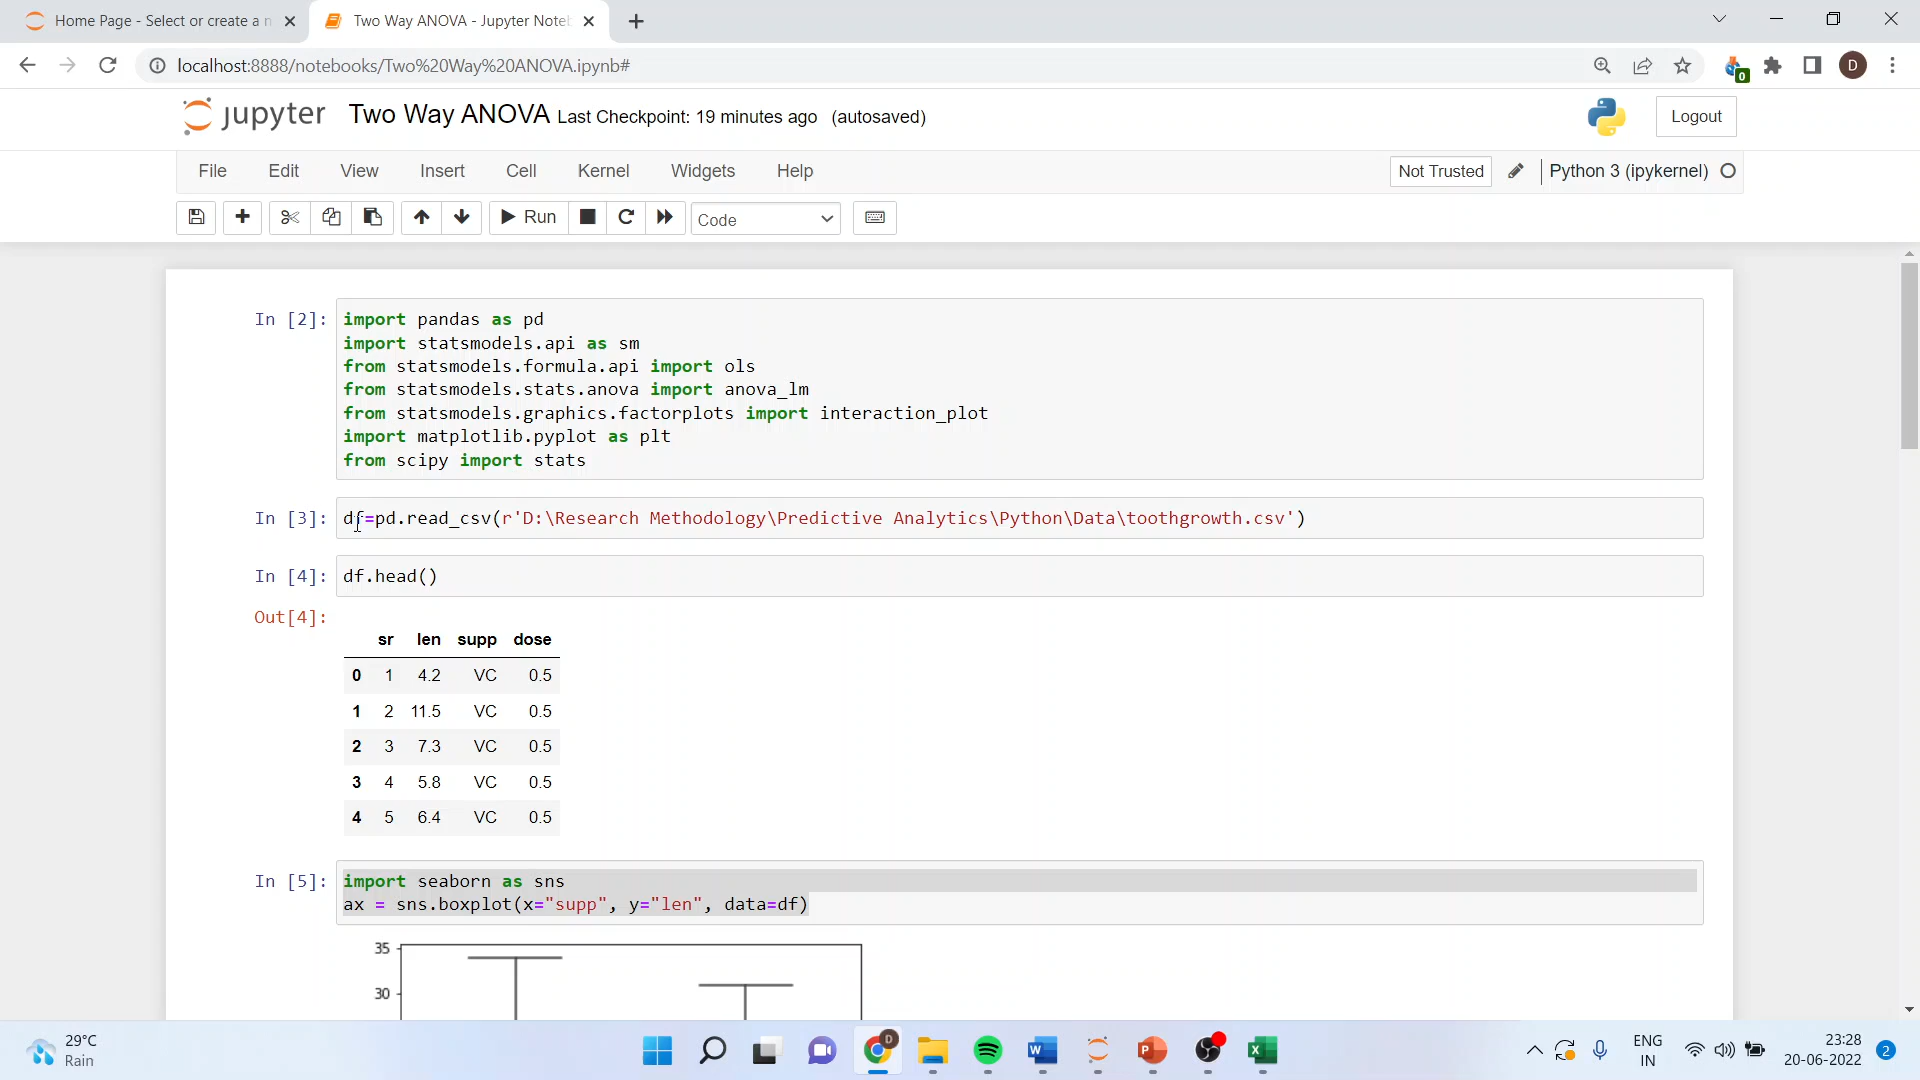 Home Page - Select or create a n
Two Way ANOVA - Jupyter Noteb
localhost:8888/notebooks/Two%20Way%20ANOVA.ipynb#
0
D
jupyter
Two Way ANOVA Last Checkpoint: 19 minutes ago (autosaved)
Logout
File Edit View Insert Cell Kernel Widgets Help
Not Trusted
Python 3 (ipykernel)
Run
Code
In [2]:
import pandas as pd
import statsmodels.api as sm
from statsmodels.formula.api import ols
from statsmodels.stats.anova import anova_lm
from statsmodels.graphics.factorplots import interaction_plot
import matplotlib.pyplot as plt
from scipy import stats
In [3]: df=pd.read_csv(r'D:\Research Methodology\Predictive Analytics\Python\Data\toothgrowth.csv')
In [4]: df.head()
Out[4]:
sr len supp dose
0 1 4.2 VC 0.5
1 2 11.5 VC 0.5
2 3 7.3 VC 0.5
3 4 5.8 VC 0.5
4 5 6.4 VC 0.5
In [5]: import seaborn as sns
ax = sns.boxplot(x="supp", y="len", data=df)
35
30
29°C
Rain
D
W
P
X
ENG
IN
23:28
20-06-2022
2